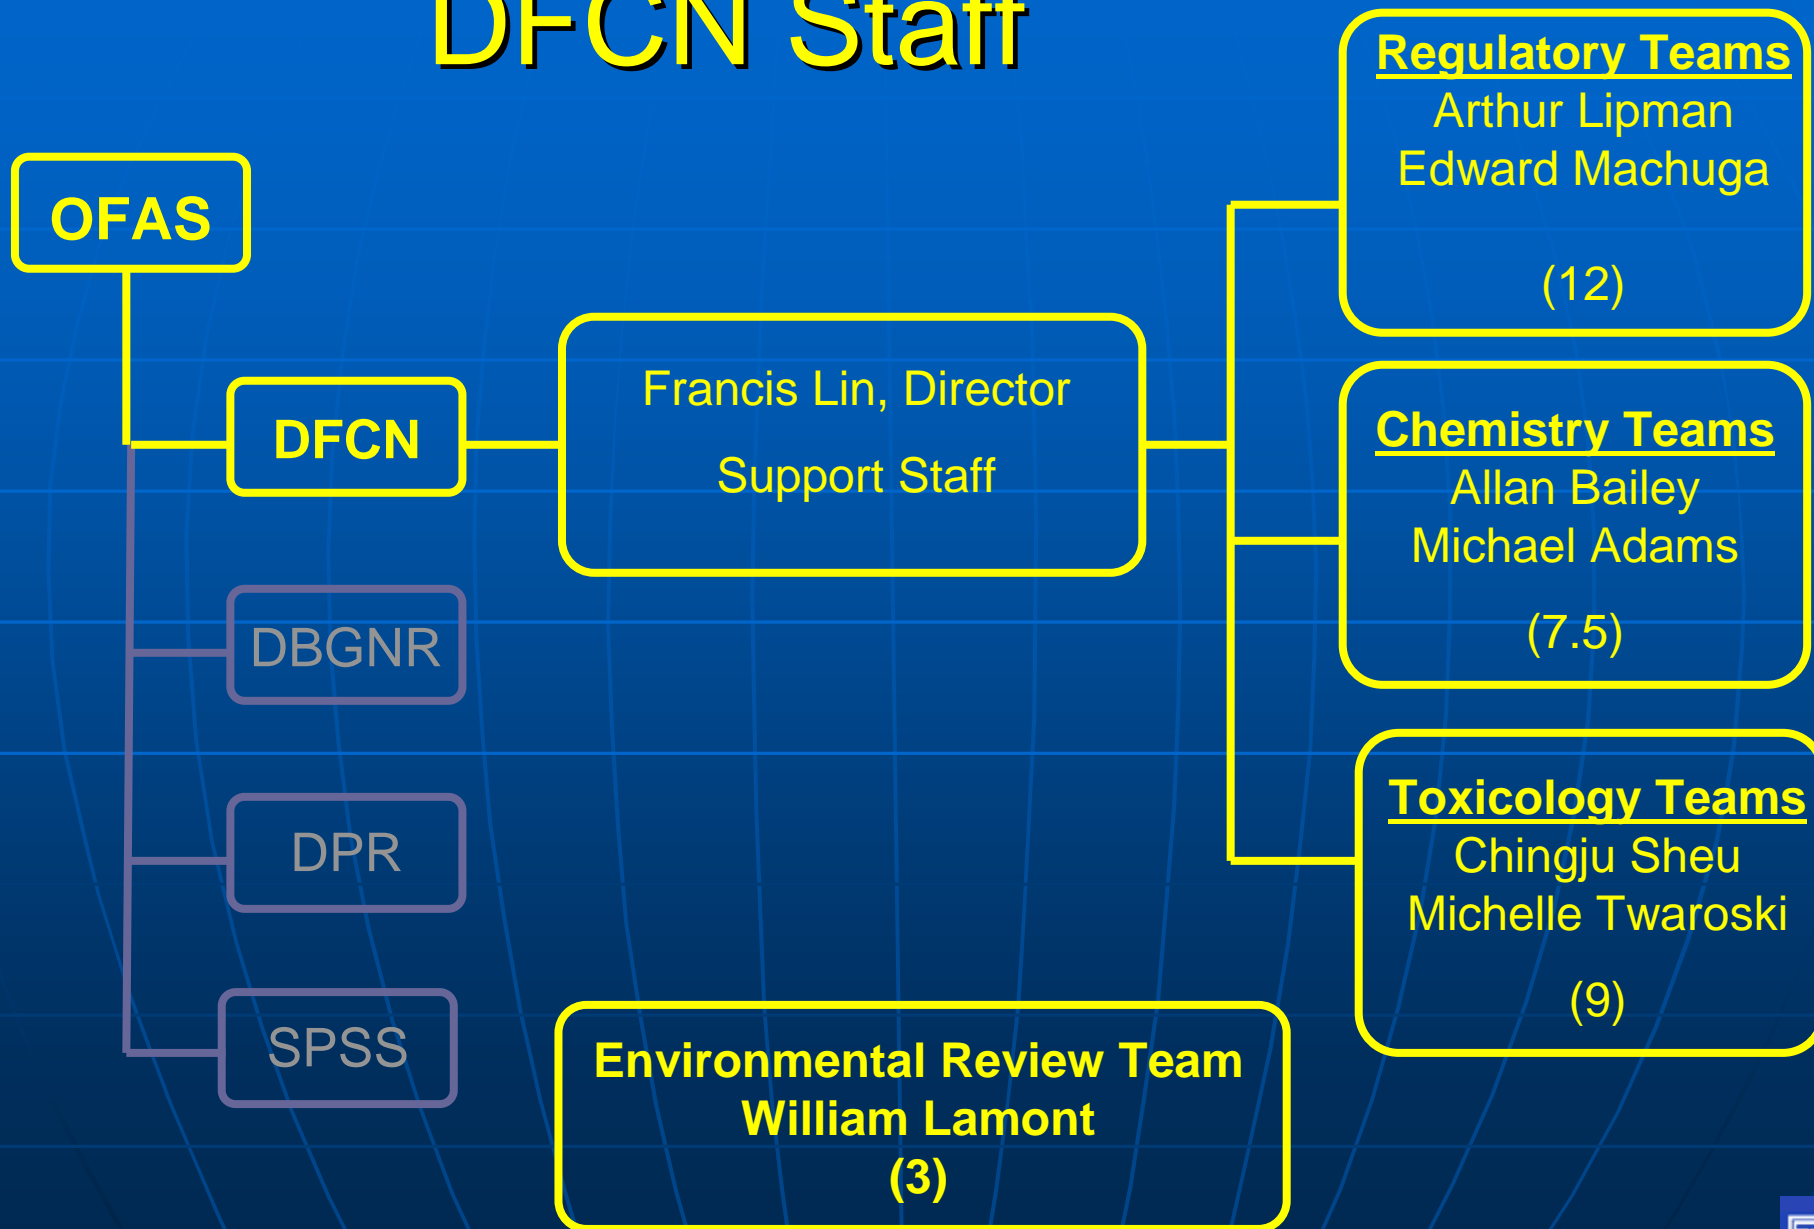 DFCN Staff
OFAS
DFCN
DBGNR
DPR
SPSS
Francis Lin, Director
Support Staff
Regulatory Teams
Arthur Lipman
Edward Machuga
(12)
Chemistry Teams
Allan Bailey
Michael Adams
(7.5)
Toxicology Teams
Chingju Sheu
Michelle Twaroski
(9)
Environmental Review Team
William Lamont
(3)